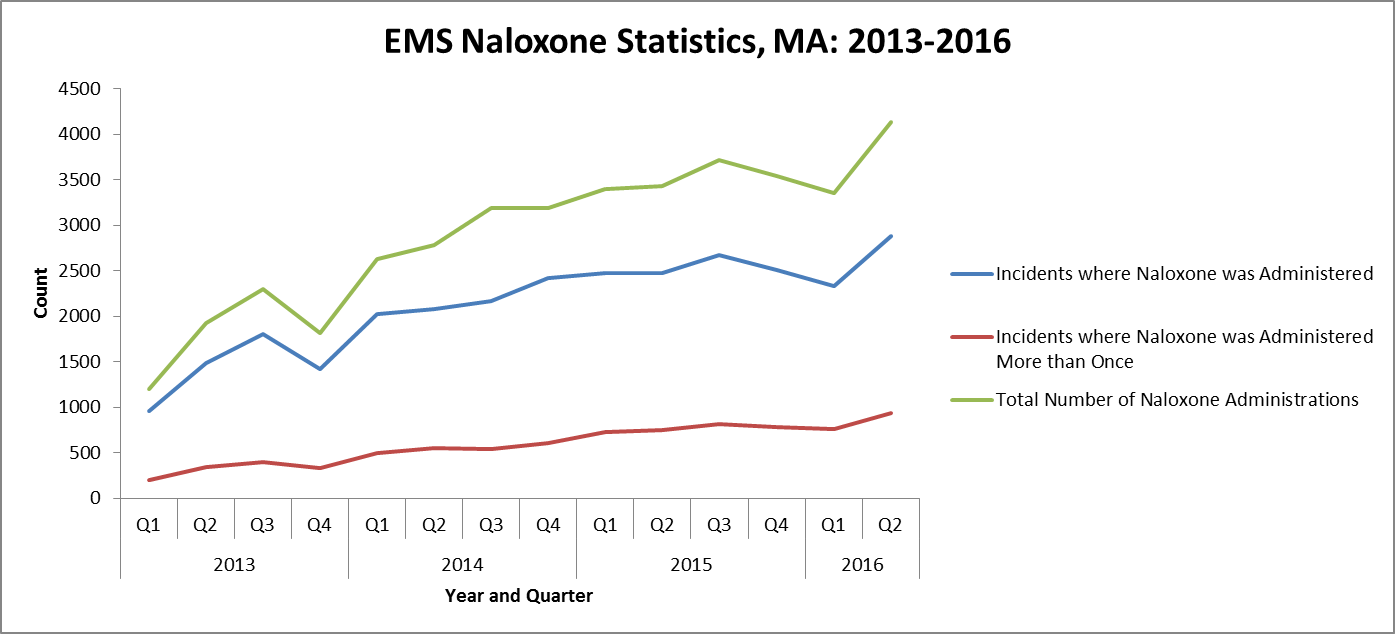 EMS Naloxone Statistics, MA: 2013-2016
4500
4000
3500
3000
2500
2000
1500
1000
500
0
Count
Q1 Q2 Q3 Q4 Q1 Q2 Q3 Q4 Q1 Q2 Q3 Q4 Q1 Q2
2013 2014 2015 2016
Year and Quarter
Incidents where Naloxone was Administered
Incidents where Naloxone was Administered
More than Once
Total Number of Naloxone Administrations